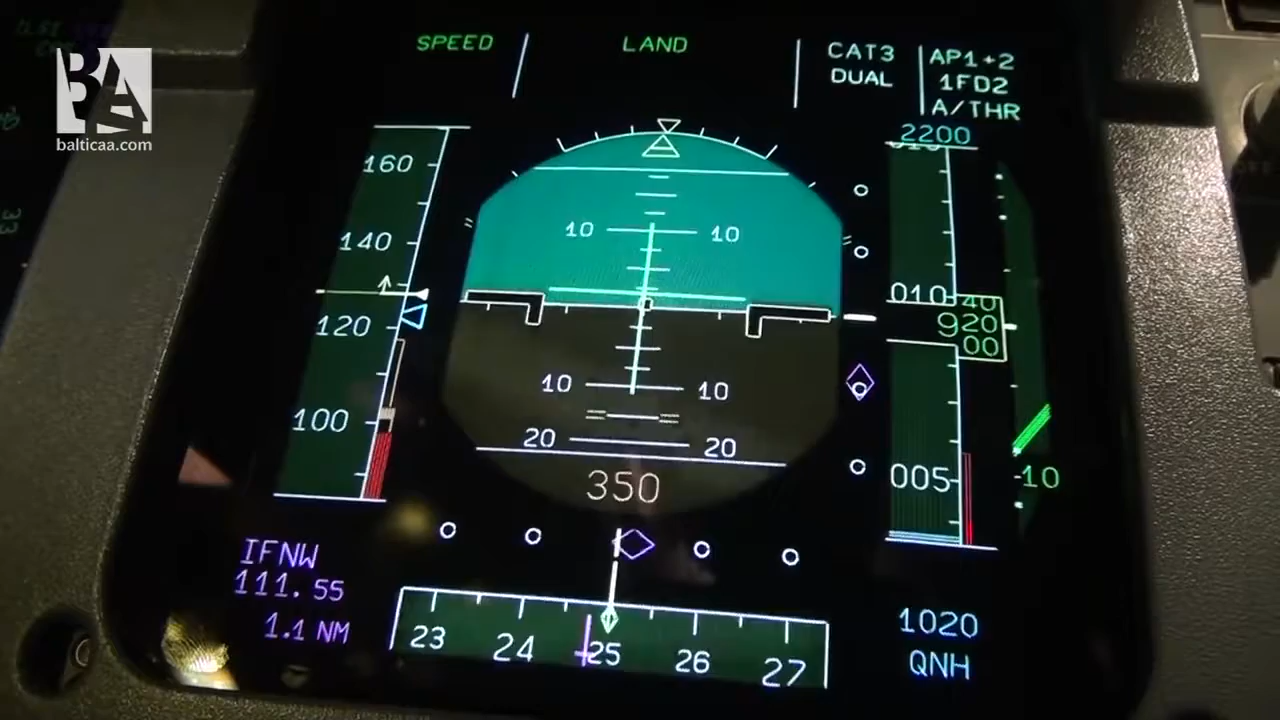 BA
balticaa.com
SPEED
LAND
CAT3
DUAL
AP1+2
1FD2
A/THR
2200
160
140
120
100
10 10
10 10
20 20
350
010
40
920
00
005
-10
IFNW
111.55
1.1 NM
23 24 25 26 27
1020
QNH